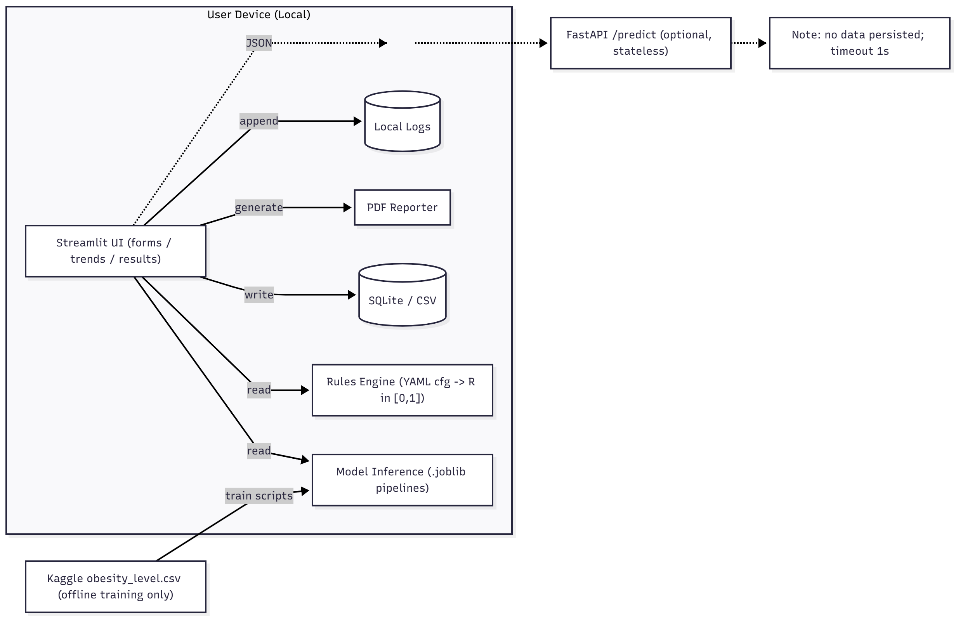 User Device (Local)
JSON
FastAPI /predict (optional,
stateless)
Note: no data persisted;
timeout 1s
append
Local Logs
generate
PDF Reporter
Streamlit UI (forms /
trends / results)
write
SQLite / CSV
read
Rules Engine (YAML cfg -> R
in [0,1])
read
Model Inference (.joblib
pipelines)
train scripts
Kaggle obesity_level.csv
(offline training only)